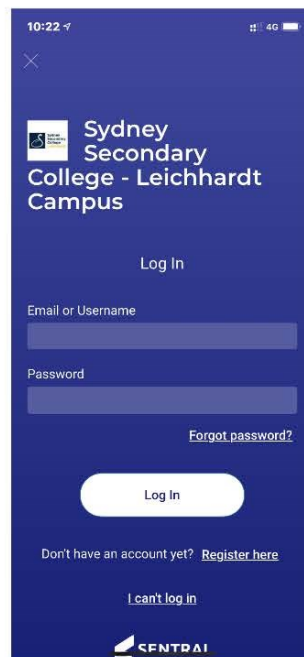 10:22
4G
Sydney
Secondary
College - Leichhardt
Campus
Log In
Email or Username
Password
Forgot password?
Log In
Don't have an account yet? Register here
I can't log in
SENTRAL